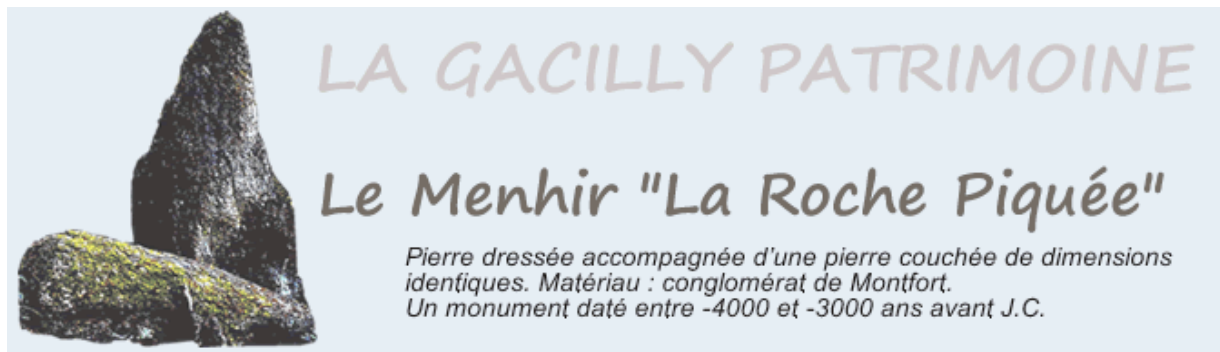 LA GACILLY PATRIMOINE
Le Menhir "La Roche Piquée"
Pierre dressée accompagnée d'une pierre couchée de dimensions
identiques. Matériau : conglomérat de Montfort.
Un monument daté entre -4000 et -3000 ans avant J.C.